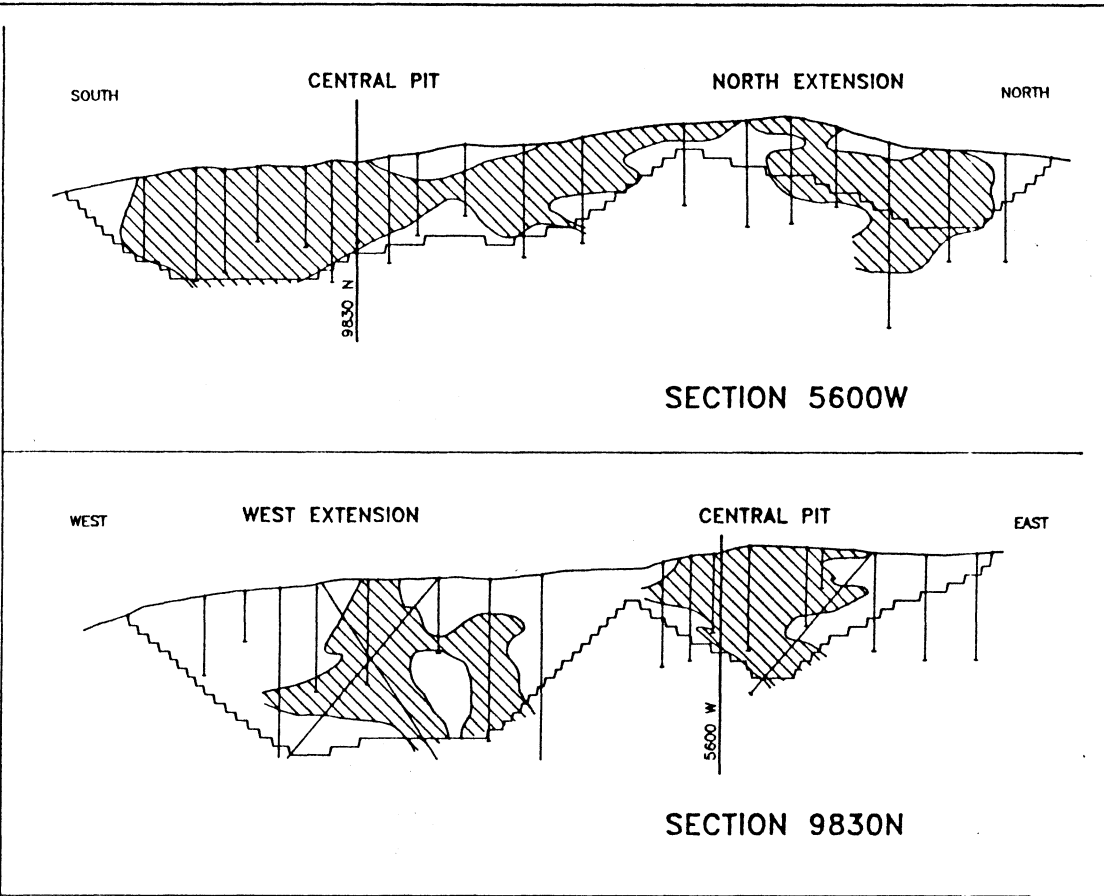 CENTRAL PIT
NORTH EXTENSION
SOUTH
NORTH
9830 N
SECTION 5600W
WEST EXTENSION
CENTRAL PIT
WEST
EAST
5600 W
SECTION 9830N